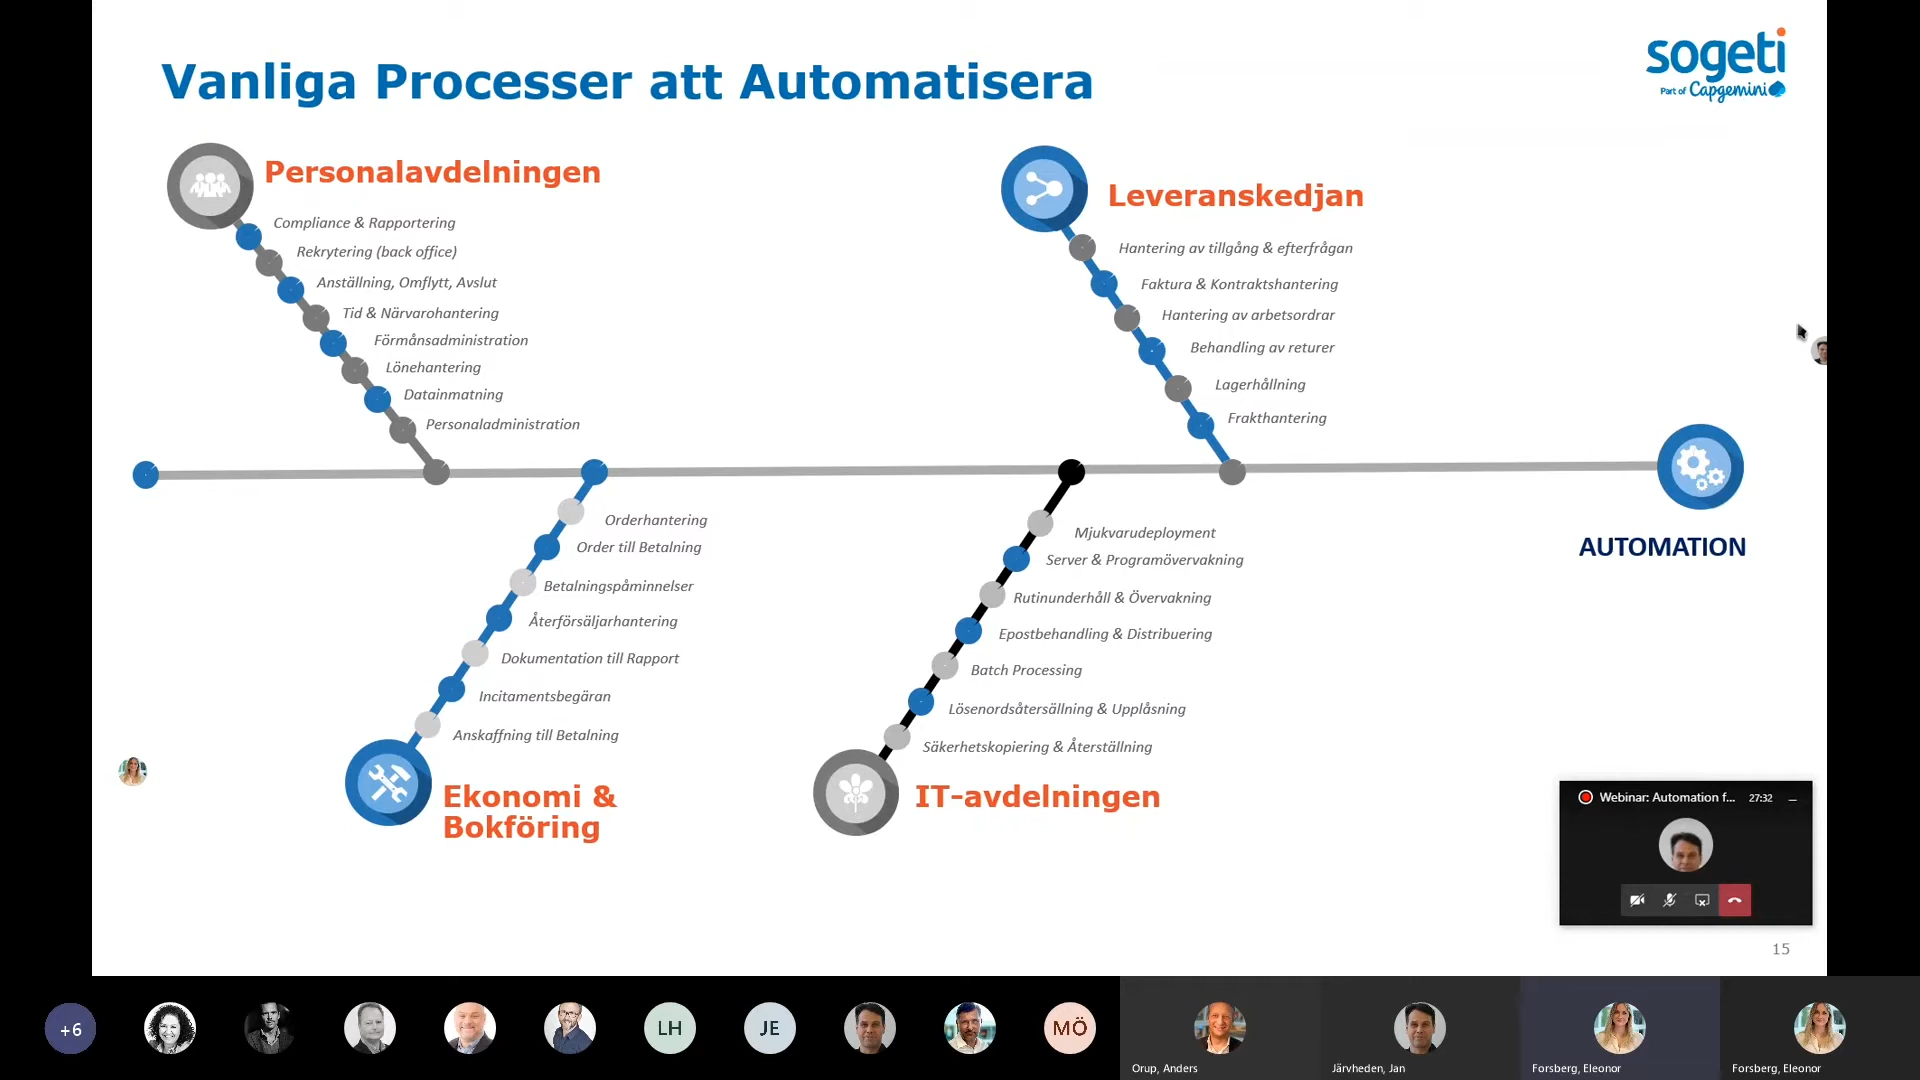 Vanliga Processer att Automatisera
sogeti
Part of Capgemini
Personalavdelningen
Compliance & Rapportering
Rekrytering (back office)
Anställning, Omflytt, Avslut
Tid & Närvarohantering
Förmånsadministration
Lönehantering
Datainmatning
Personaladministration
Leveranskedjan
Hantering av tillgång & efterfrågan
Faktura & Kontraktshantering
Hantering av arbetsordrar
Behandling av returer
Lagerhållning
Frakthantering
AUTOMATION
Orderhantering
Order till Betalning
Betalningspåminnelser
Återförsäljarhantering
Dokumentation till Rapport
Incitamentsbegäran
Anskaffning till Betalning
Ekonomi &
Bokföring
Mjukvarudeployment
Server & Programövervakning
Rutinunderhåll & Övervakning
Epostbehandling & Distribuering
Batch Processing
Lösenordsåtersällning & Upplåsning
Säkerhetskopiering & Återställning
IT-avdelningen
Webinar: Automation f... 27:32
15
+6
LH
JE
MÖ
Orup, Anders
Järvheden, Jan
Forsberg, Eleonor
Forsberg, Eleonor